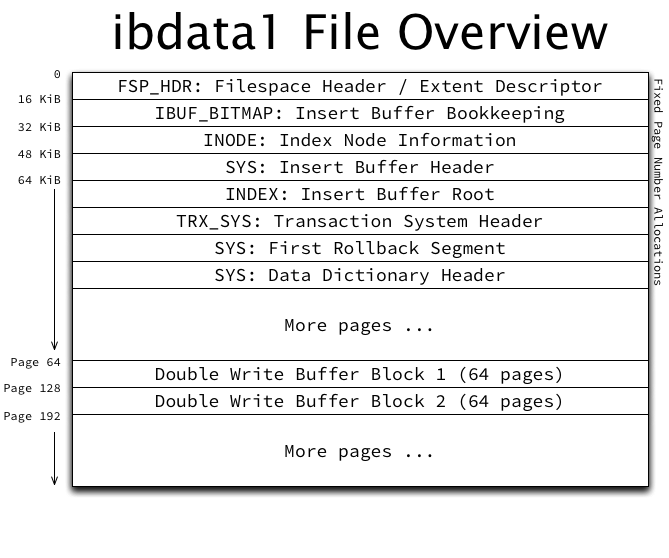 ibdata1 File Overview
0
FSP_HDR: Filespace Header / Extent Descriptor
16 KiB
IBUF_BITMAP: Insert Buffer Bookkeeping
32 KiB
INODE: Index Node Information
48 KiB
SYS: Insert Buffer Header
64 KiB
INDEX: Insert Buffer Root
TRX_SYS: Transaction System Header
SYS: First Rollback Segment
SYS: Data Dictionary Header
Fixed Page Number Allocations
More pages ...
Page 64
Double Write Buffer Block 1 (64 pages)
Page 128
Double Write Buffer Block 2 (64 pages)
Page 192
More pages ...